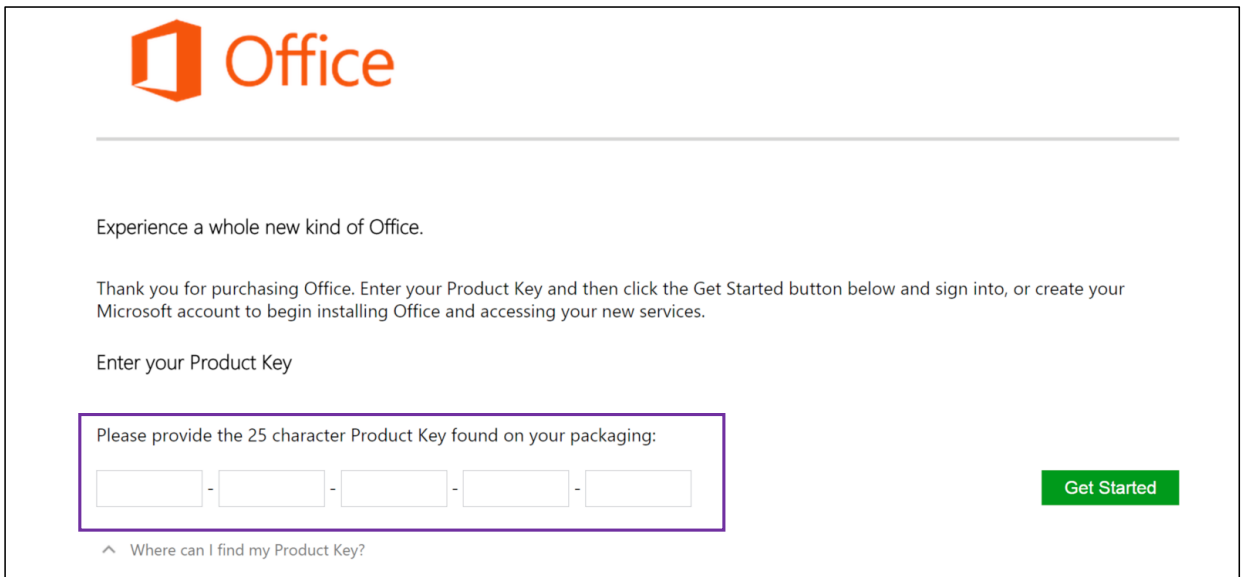 Office
Experience a whole new kind of Office.
Thank you for purchasing Office. Enter your Product Key and then click the Get Started button below and sign into, or create your
Microsoft account to begin installing Office and accessing your new services.
Enter your Product Key
Please provide the 25 character Product Key found on your packaging:
- - - -
Get Started
Where can I find my Product Key?